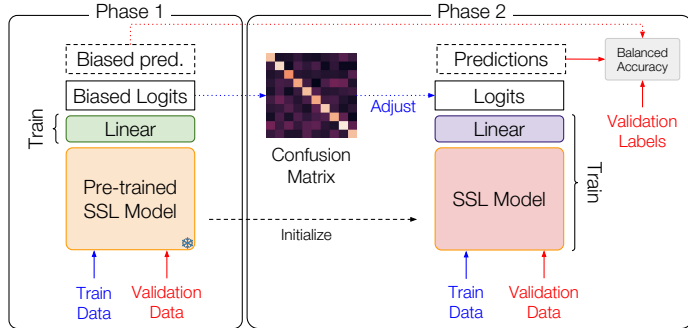 Phase 1
Biased pred.
Biased Logits
Linear
Train
Pre-trained
SSL Model
Train
Data
Validation
Data
Phase 2
Confusion
Matrix
Adjust
Initialize
Predictions
Logits
Linear
SSL Model
Train
Train
Data
Validation
Data
Balanced
Accuracy
Validation
Labels